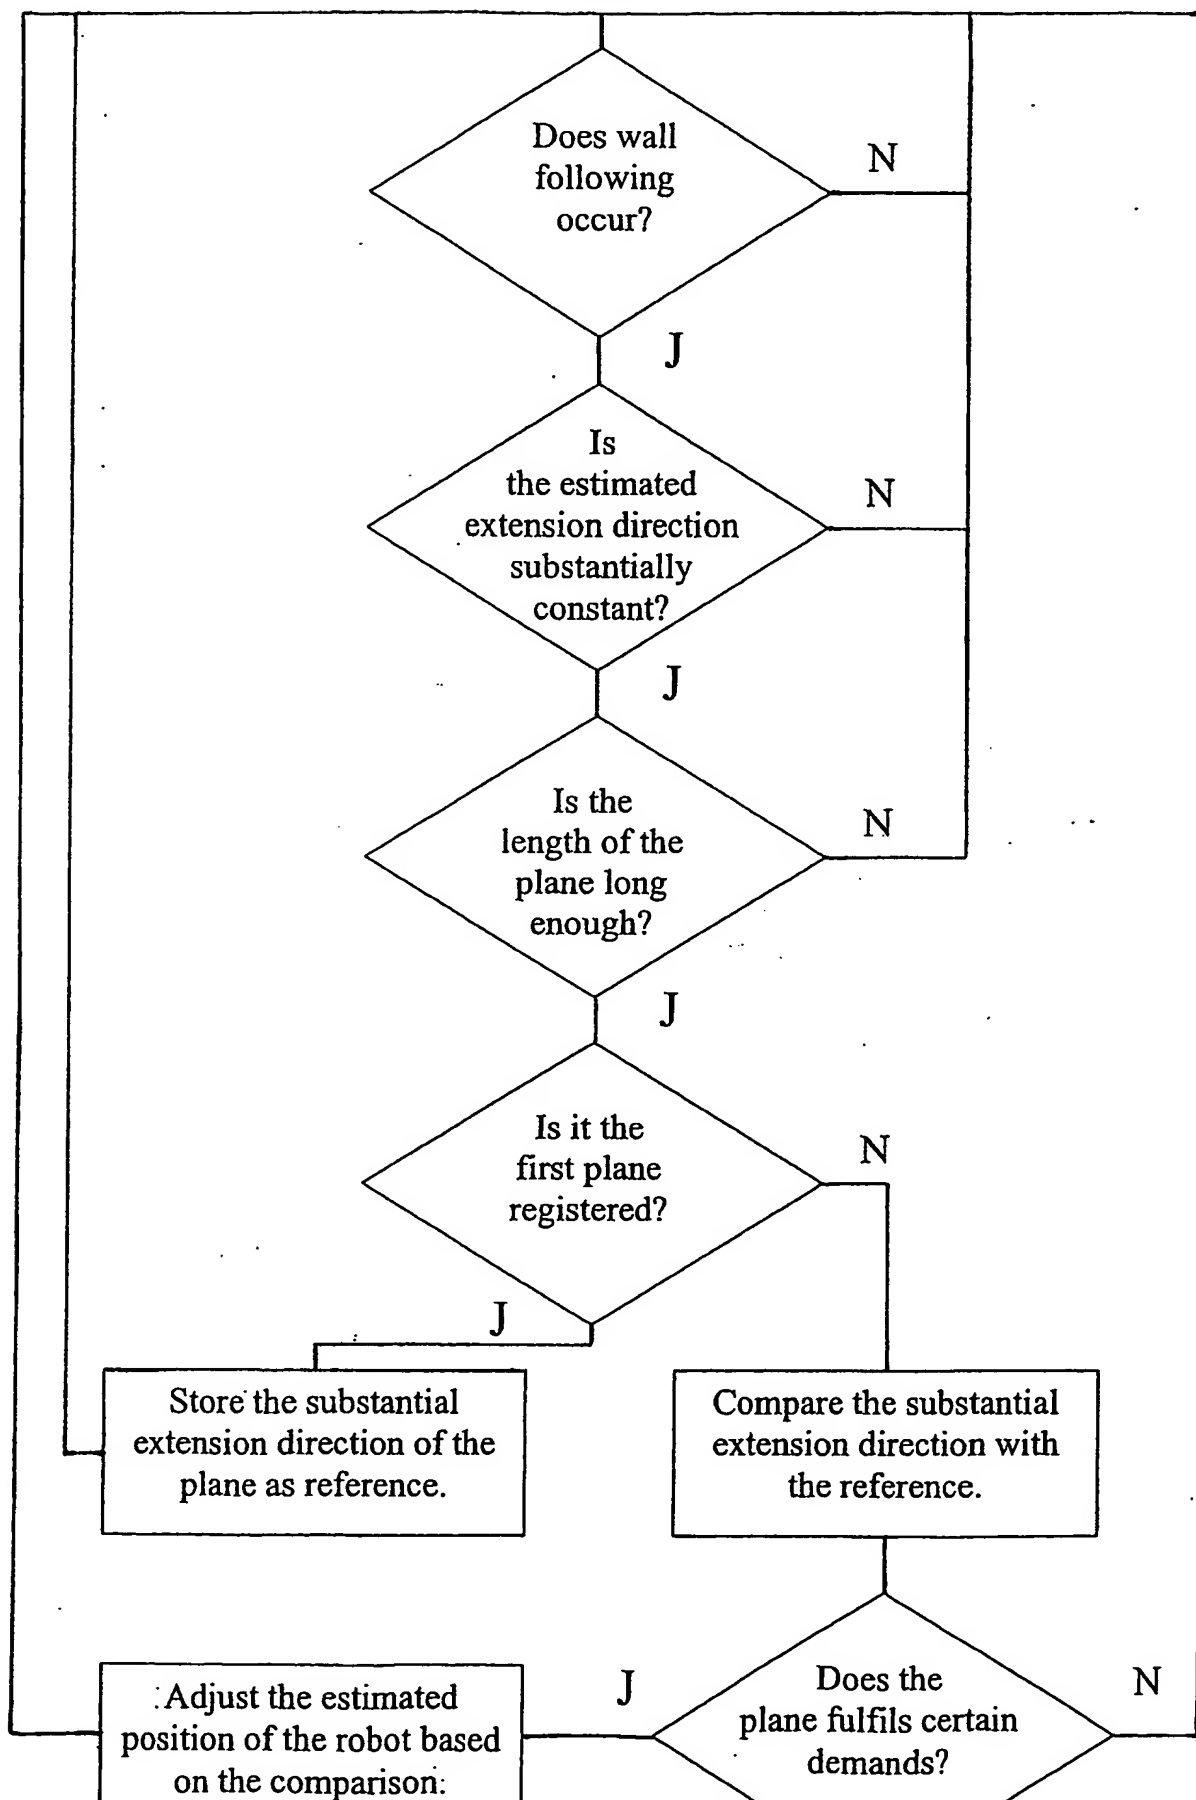 Does wall
following
occur?
N
J
Is
the estimated
extension direction
substantially
constant?
N
J
Is the
length of the
plane long
enough?
N
J
Is it the
first plane
registered?
N
J
Store the substantial
extension direction of the
plane as reference.
Compare the substantial
extension direction with
the reference.
Adjust the estimated
position of the robot based
on the comparison.
J
Does the
plane fulfils certain
demands?
N